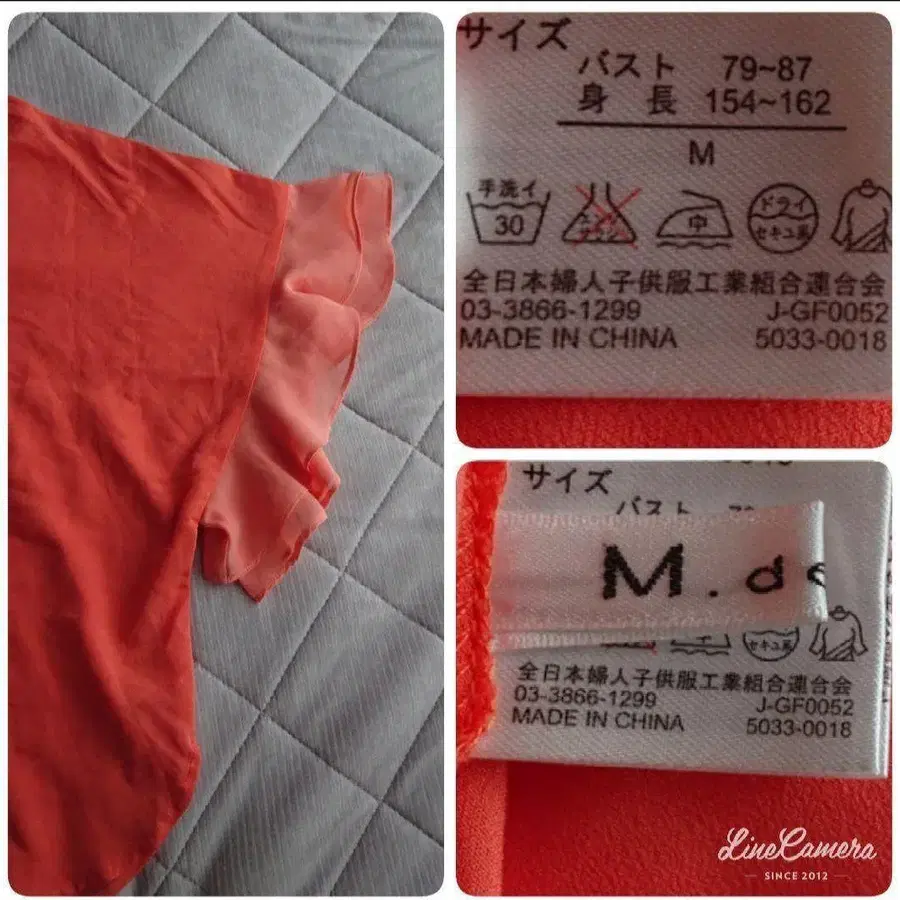 サイズ
バスト 79~87
身長 154~162
M
手洗イ
30
中
ドライ
セキユ系
全日本婦人子供服工業組合連合会
03-3866-1299 J-GF0052
MADE IN CHINA 5033-0018
サイズ
バスト
M.d
セキユ系
全日本婦人子供服工業組合連合会
03-3866-1299 J-GF0052
MADE IN CHINA 5033-0018
LineCamera
SINCE 2012